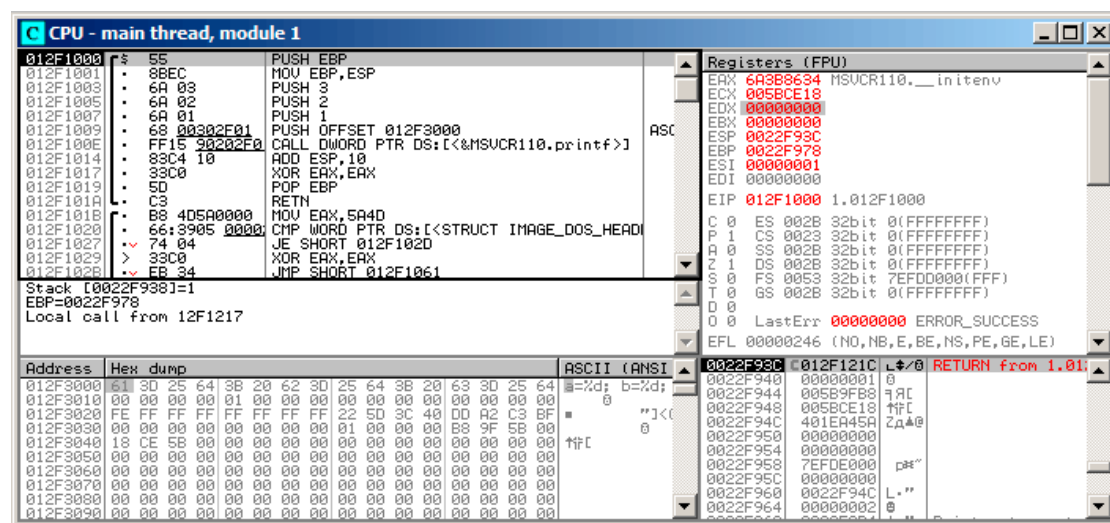 C CPU - main thread, module 1
012F1000 $ 55 PUSH EBP
012F1001 · 8BEC MOV EBP,ESP
012F1003 · 6A 03 PUSH 3
012F1005 · 6A 02 PUSH 2
012F1007 · 6A 01 PUSH 1
012F1009 · 68 00302F01 PUSH OFFSET 012F3000 ASC
012F100E · FF15 90202F0 CALL DWORD PTR DS:[<&MSVCR110.printf>]
012F1014 · 83C4 10 ADD ESP,10
012F1017 · 33C0 XOR EAX,EAX
012F1019 · 5D POP EBP
012F101A · C3 RETN
012F101B · B8 4D5A0000 MOV EAX,5A4D
012F1020 · 66:3905 0000 CMP WORD PTR DS:[<STRUCT IMAGE_DOS_HEAD
012F1027 · 74 04 JE SHORT 012F102D
012F1029 > 33C0 XOR EAX,EAX
012F102B · EB 34 JMP SHORT 012F1061
Stack [0022F938]=1
EBP=0022F978
Local call from 12F1217
Registers (FPU)
EAX 6A3B8634 MSVCR110.__initenv
ECX 005BCE18
EDX 00000000
EBX 00000000
ESP 0022F93C
EBP 0022F978
ESI 00000001
EDI 00000000
EIP 012F1000 1.012F1000
C 0 ES 002B 32bit 0(FFFFFFFF)
P 1 CS 0023 32bit 0(FFFFFFFF)
A 0 SS 002B 32bit 0(FFFFFFFF)
Z 1 DS 002B 32bit 0(FFFFFFFF)
S 0 FS 0053 32bit 7EFDD000(FFF)
T 0 GS 002B 32bit 0(FFFFFFFF)
D 0
O 0 LastErr 00000000 ERROR_SUCCESS
EFL 00000246 (NO,NB,E,BE,NS,PE,GE,LE)
Address Hex dump ASCII (ANSI
012F3000 61 3D 25 64 3B 20 62 3D 25 64 3B 20 63 3D 25 64 a=%d; b=%d;
012F3010 00 00 00 00 01 00 00 00 00 00 00 00 00 00 00 00
012F3020 FE FF FF FF FF FF FF FF 22 5D 3C 40 DD A2 C3 BF "]<
012F3030 00 00 00 00 00 00 00 00 01 00 00 00 B8 9F 5B 00
012F3040 18 CE 5B 00 00 00 00 00 00 00 00 00 00 00 00 00
012F3050 00 00 00 00 00 00 00 00 00 00 00 00 00 00 00 00
012F3060 00 00 00 00 00 00 00 00 00 00 00 00 00 00 00 00
012F3070 00 00 00 00 00 00 00 00 00 00 00 00 00 00 00 00
012F3080 00 00 00 00 00 00 00 00 00 00 00 00 00 00 00 00
012F3090 00 00 00 00 00 00 00 00 00 00 00 00 00 00 00 00
0022F93C 012F121C RETURN from 1.01
0022F940 00000001
0022F944 005B9FB8
0022F948 005BCE18
0022F94C 401EA45A
0022F950 00000000
0022F954 00000000
0022F958 7EFDE000
0022F95C 00000000
0022F960 0022F94C
0022F964 00000002